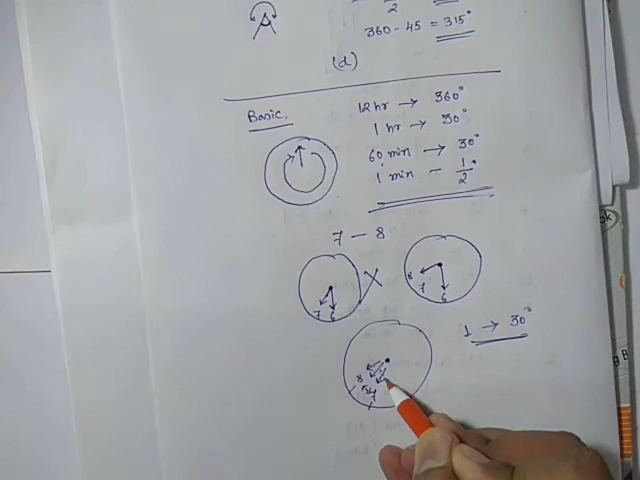 2
360 - 45 = 315°
(d)
Basic.
12 hr → 360°
1 hr → 30°
60 min → 30°
1 min - 1/2°
7 - 8
7 6
8 7 6
1 → 30°
8